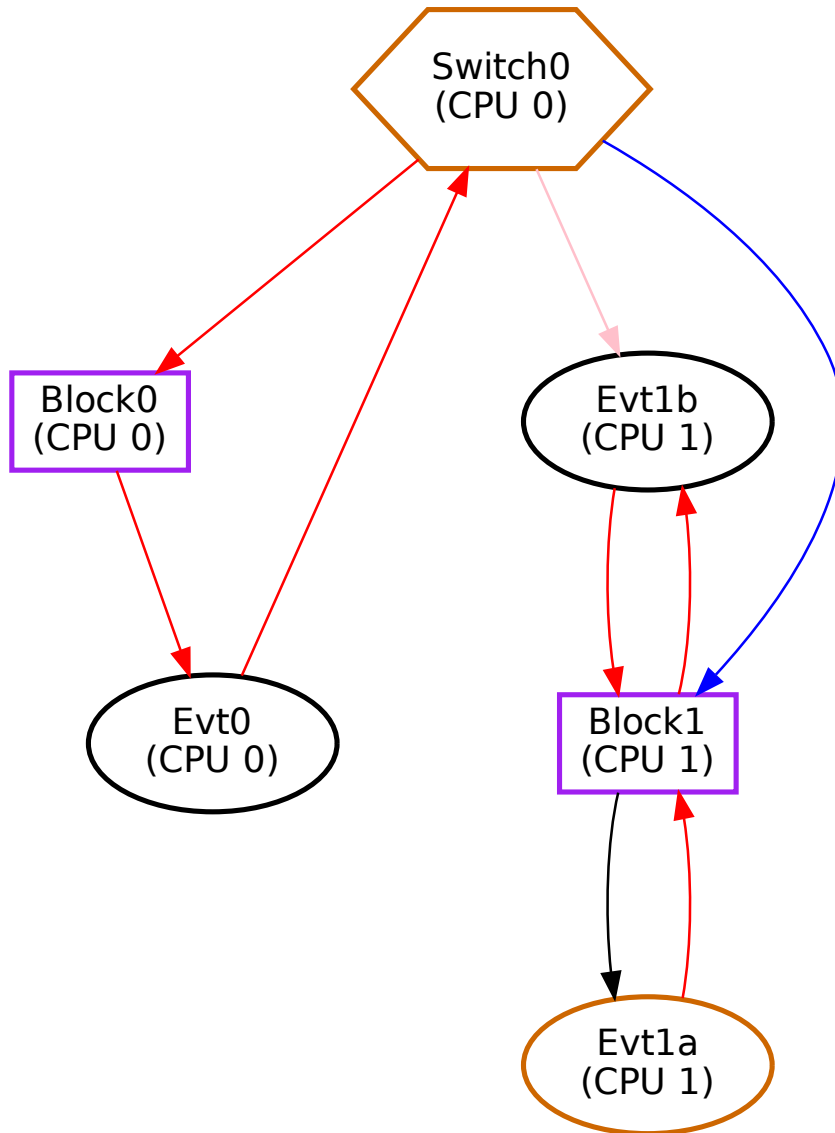 Switch0
(CPU 0)
Block0
(CPU 0)
Evt1b
(CPU 1)
Evt0
(CPU 0)
Block1
(CPU 1)
Evt1a
(CPU 1)